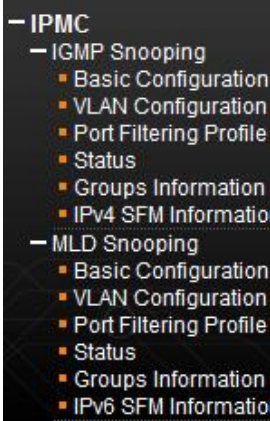 IPMC
IGMP Snooping
Basic Configuration
VLAN Configuration
Port Filtering Profile
Status
Groups Information
IPv4 SFM Informatio
MLD Snooping
Basic Configuration
VLAN Configuration
Port Filtering Profile
Status
Groups Information
IPv6 SFM Informatio